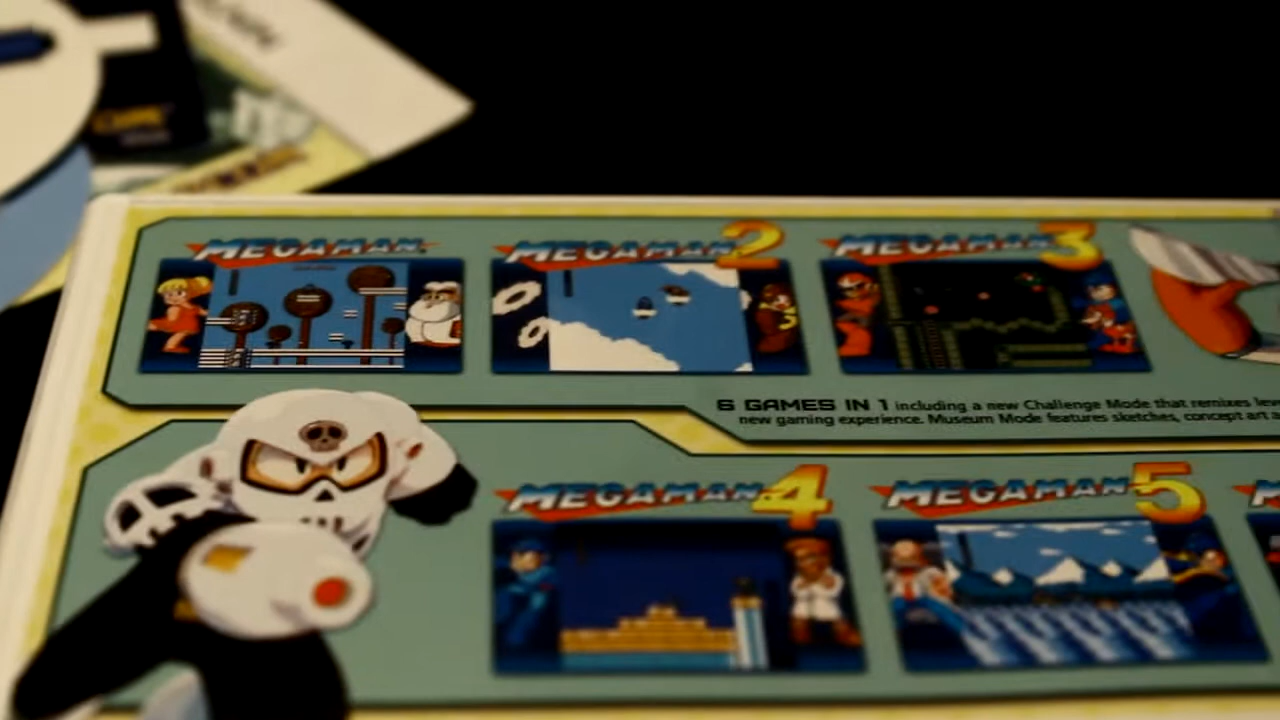 MEGAMAN
MEGAMAN 2
MEGAMAN 3
6 GAMES IN 1 including a new Challenge Mode that remixes
new gaming experience. Museum Mode features sketches, concept art
MEGAMAN 4
MEGAMAN 5